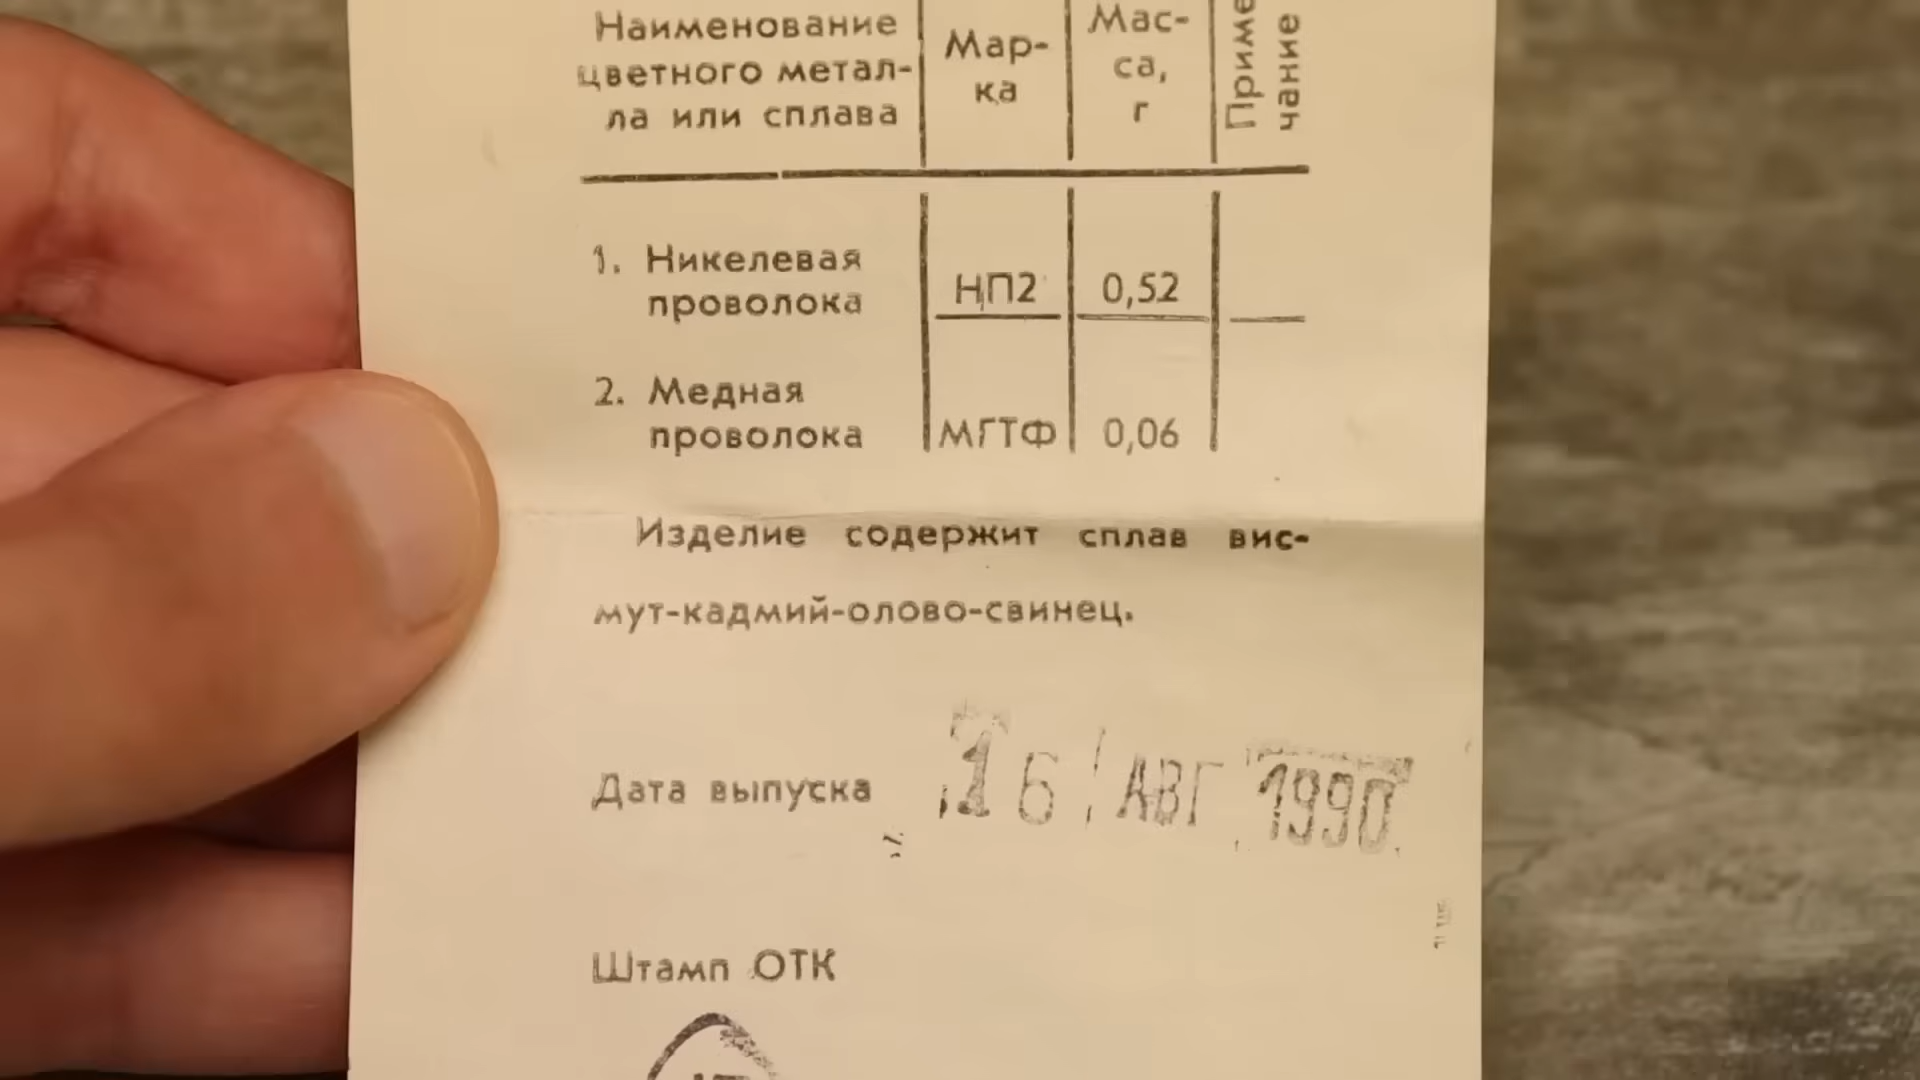 Наименование
цветного метал-
ла или сплава
Мар-
ка
Мас-
са,
г
Приме
чание
1. Никелевая
проволока
НП2
0,52
2. Медная
проволока
МГТФ
0,06
Изделие содержит сплав вис-
мут-кадмий-олово-свинец.
Дата выпуска
16 АВГ 1990
Штамп ОТК